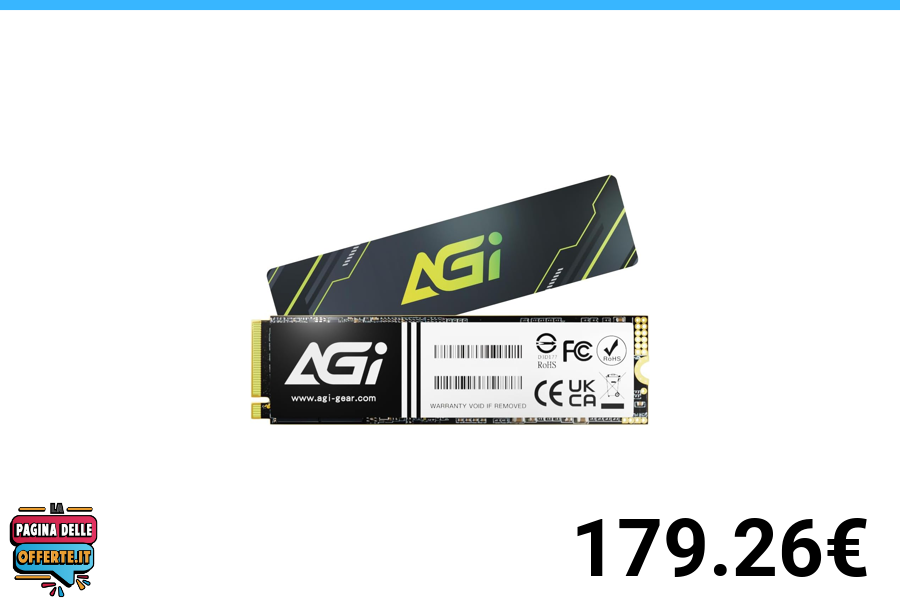 AGi
AGi
www.agi-gear.com
WARRANTY VOID IF REMOVED
RoHS
FC
RoHS
CE
UK
CA
LA
PAGINA DELLE
OFFERTE.IT
179.26€